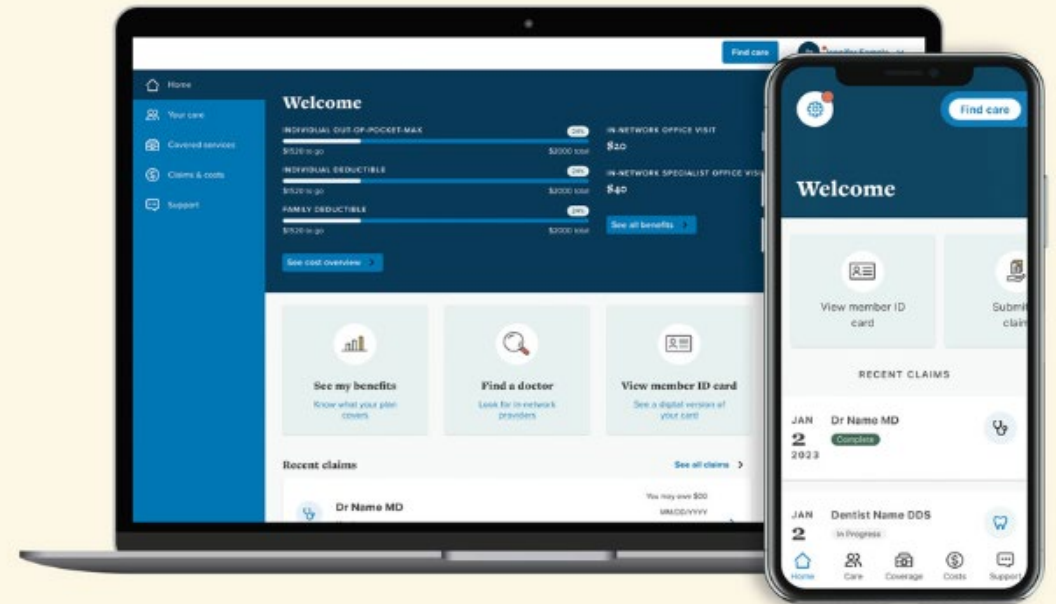 Find care
Home
Your care
Covered services
Claims & costs
Support
Welcome
INDIVIDUAL OUT-OF-POCKET-MAX
24%
$1520 to go
$2000 total
INDIVIDUAL DEDUCTIBLE
24%
$1520 to go
$2000 total
FAMILY DEDUCTIBLE
24%
$1520 to go
$2000 total
See cost overview
IN-NETWORK OFFICE VISIT
$20
IN-NETWORK SPECIALIST OFFICE VISI
$40
See all benefits
See my benefits
Know what your plan
covers
Find a doctor
Look for in-network
providers
View member ID card
See a digital version of
your card
Recent claims
See all claims
Dr Name MD
You may owe $00
MM/DD/YYYY
Find care
Welcome
View member ID
card
Submit
claim
RECENT CLAIMS
JAN
2
2023
Dr Name MD
Complete
JAN
2
Dentist Name DDS
In Progress
Home
Care
Coverage
Costs
Support